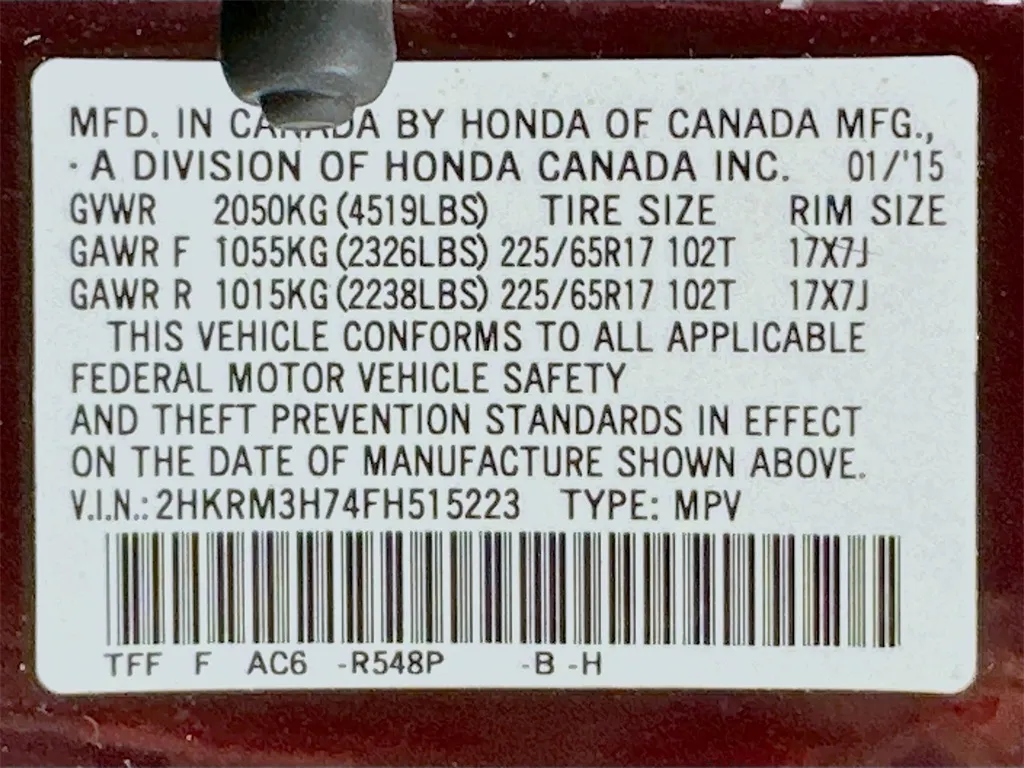 MFD. IN CANADA BY HONDA OF CANADA MFG.,
· A DIVISION OF HONDA CANADA INC. 01/'15
GVWR 2050KG (4519LBS) TIRE SIZE RIM SIZE
GAWR F 1055KG (2326LBS) 225/65R17 102T 17X7J
GAWR R 1015KG (2238LBS) 225/65R17 102T 17X7J
THIS VEHICLE CONFORMS TO ALL APPLICABLE
FEDERAL MOTOR VEHICLE SAFETY
AND THEFT PREVENTION STANDARDS IN EFFECT
ON THE DATE OF MANUFACTURE SHOWN ABOVE.
V.I.N.: 2HKRM3H74FH515223 TYPE: MPV
TFF F AC6 -R548P -B -H